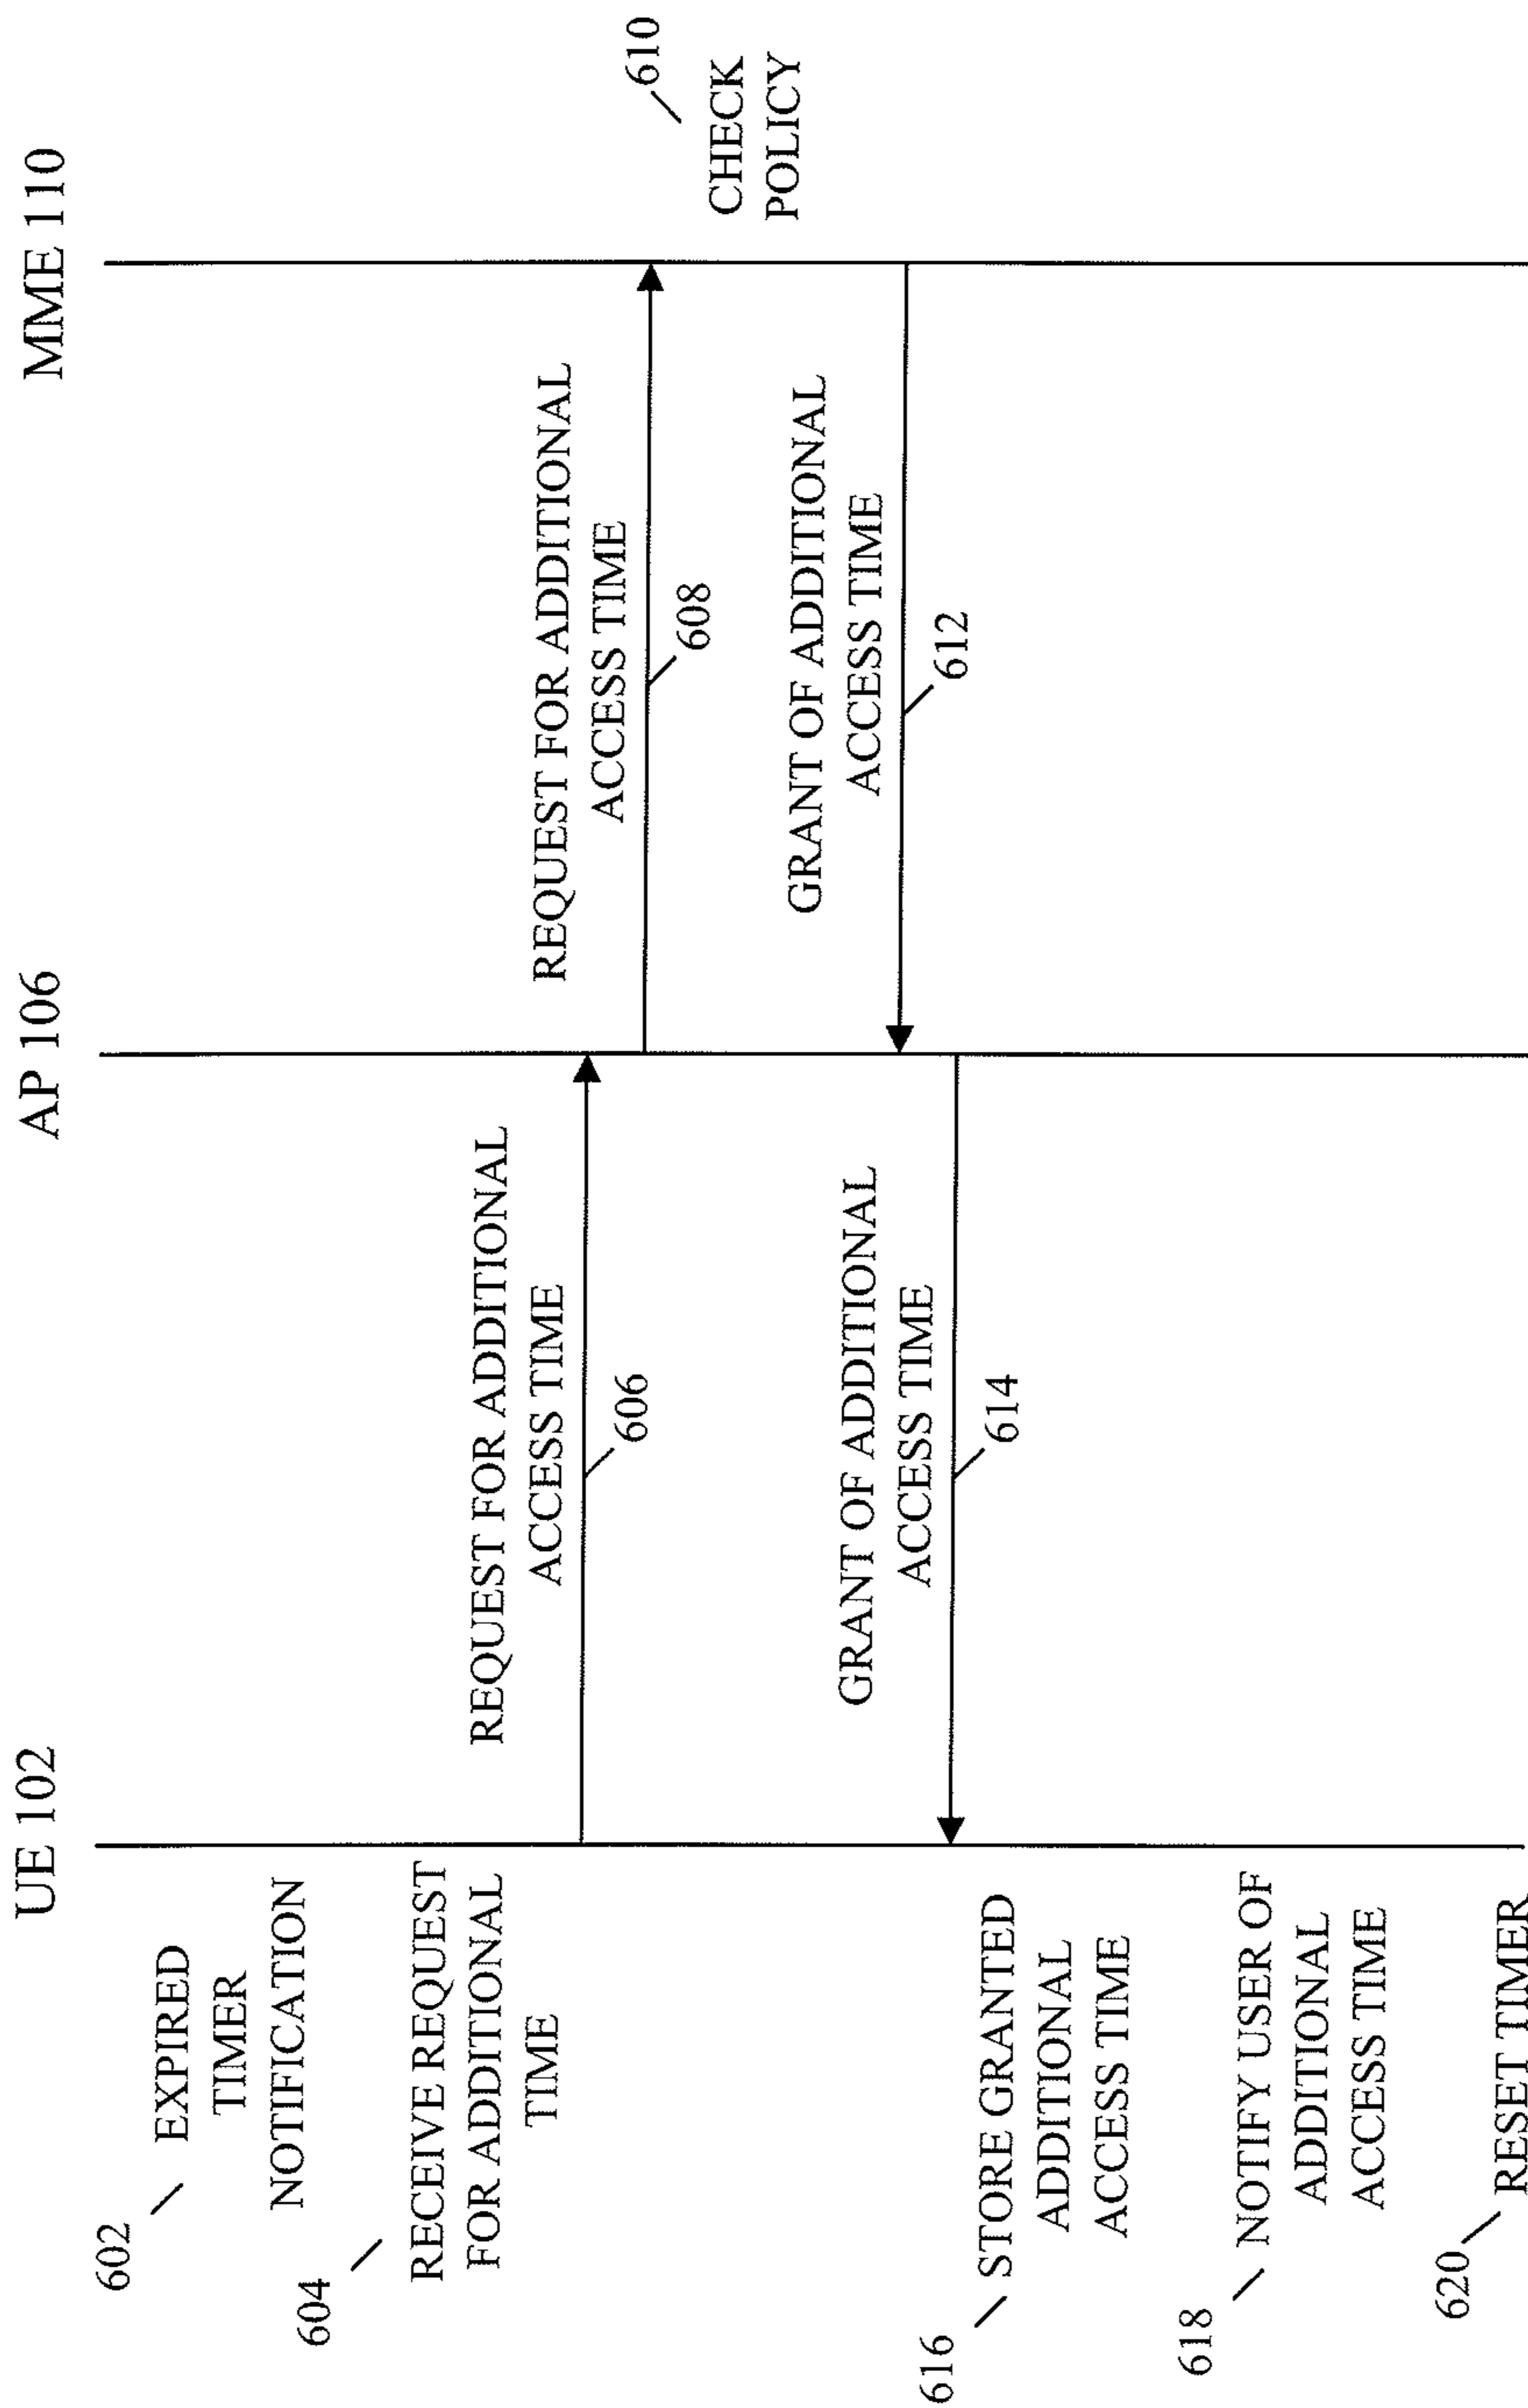 UE 102
AP 106
MME 110
602
EXPIRED
TIMER
NOTIFICATION
604
RECEIVE REQUEST
FOR ADDITIONAL
TIME
REQUEST FOR ADDITIONAL
ACCESS TIME
606
REQUEST FOR ADDITIONAL
ACCESS TIME
608
610
CHECK
POLICY
GRANT OF ADDITIONAL
ACCESS TIME
612
GRANT OF ADDITIONAL
ACCESS TIME
614
616
STORE GRANTED
ADDITIONAL
ACCESS TIME
618
NOTIFY USER OF
ADDITIONAL
ACCESS TIME
620
RESET TIMER